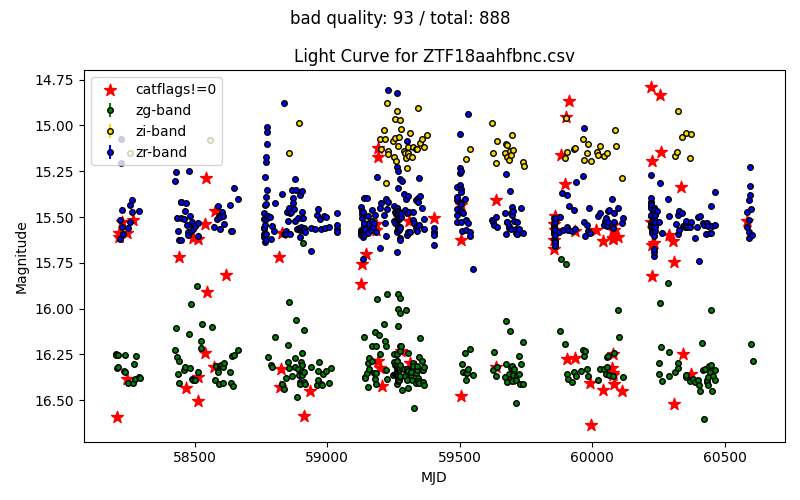 bad quality: 93 / total: 888
Light Curve for ZTF18aahfbnc.csv
catflags!=0
zg-band
zi-band
zr-band
14.75
15.00
15.25
15.50
15.75
16.00
16.25
16.50
Magnitude
58500
59000
59500
60000
60500
MJD